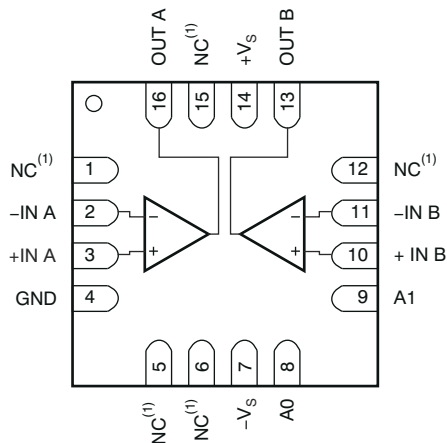 OUT A
NC(1)
+VS
OUT B
16
15
14
13
NC(1) 1
12 NC(1)
–IN A 2
–
–
11 –IN B
+IN A 3
+
+
10 + IN B
GND 4
9 A1
5
6
7
8
NC(1)
NC(1)
–VS
A0